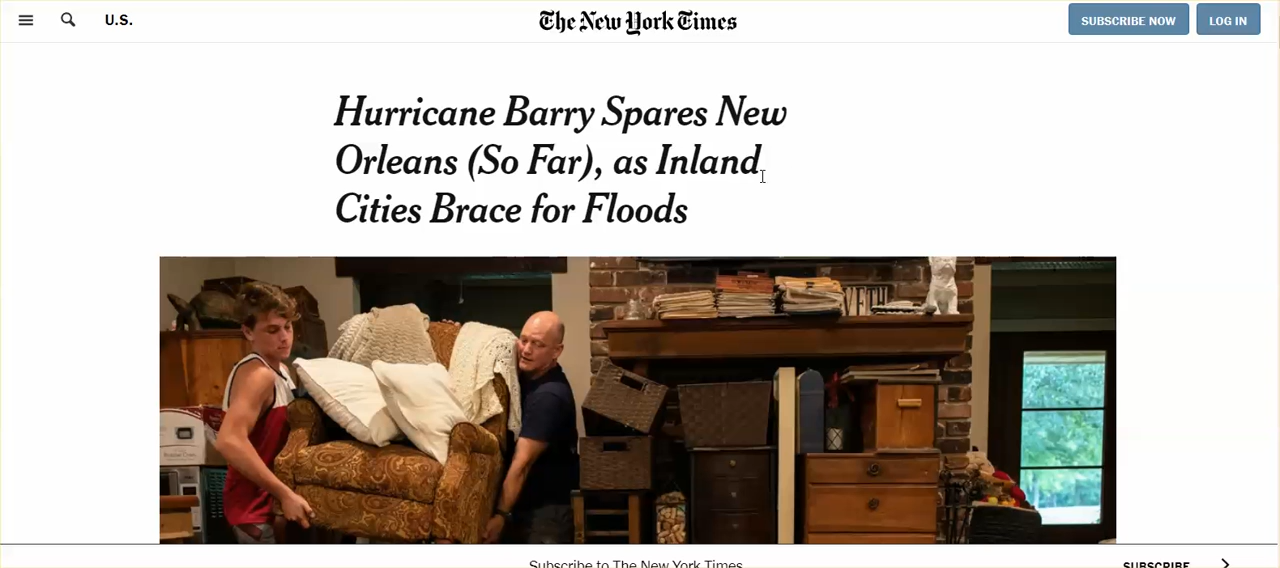 U.S.
The New York Times
SUBSCRIBE NOW
LOG IN
Hurricane Barry Spares New
Orleans (So Far), as Inland
Cities Brace for Floods
Subscribe to The New York Times
SUBSCRIBE